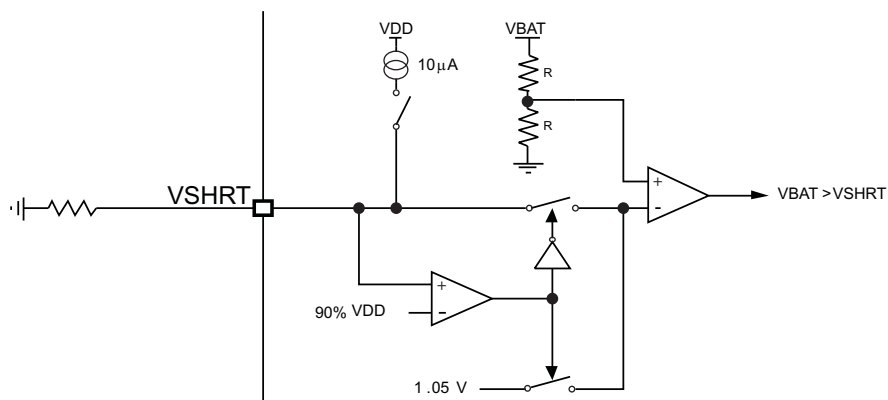 VDD
VBAT
10µA
R
R
VSHRT
+
-
VBAT >VSHRT
+
-
90% VDD
1.05 V